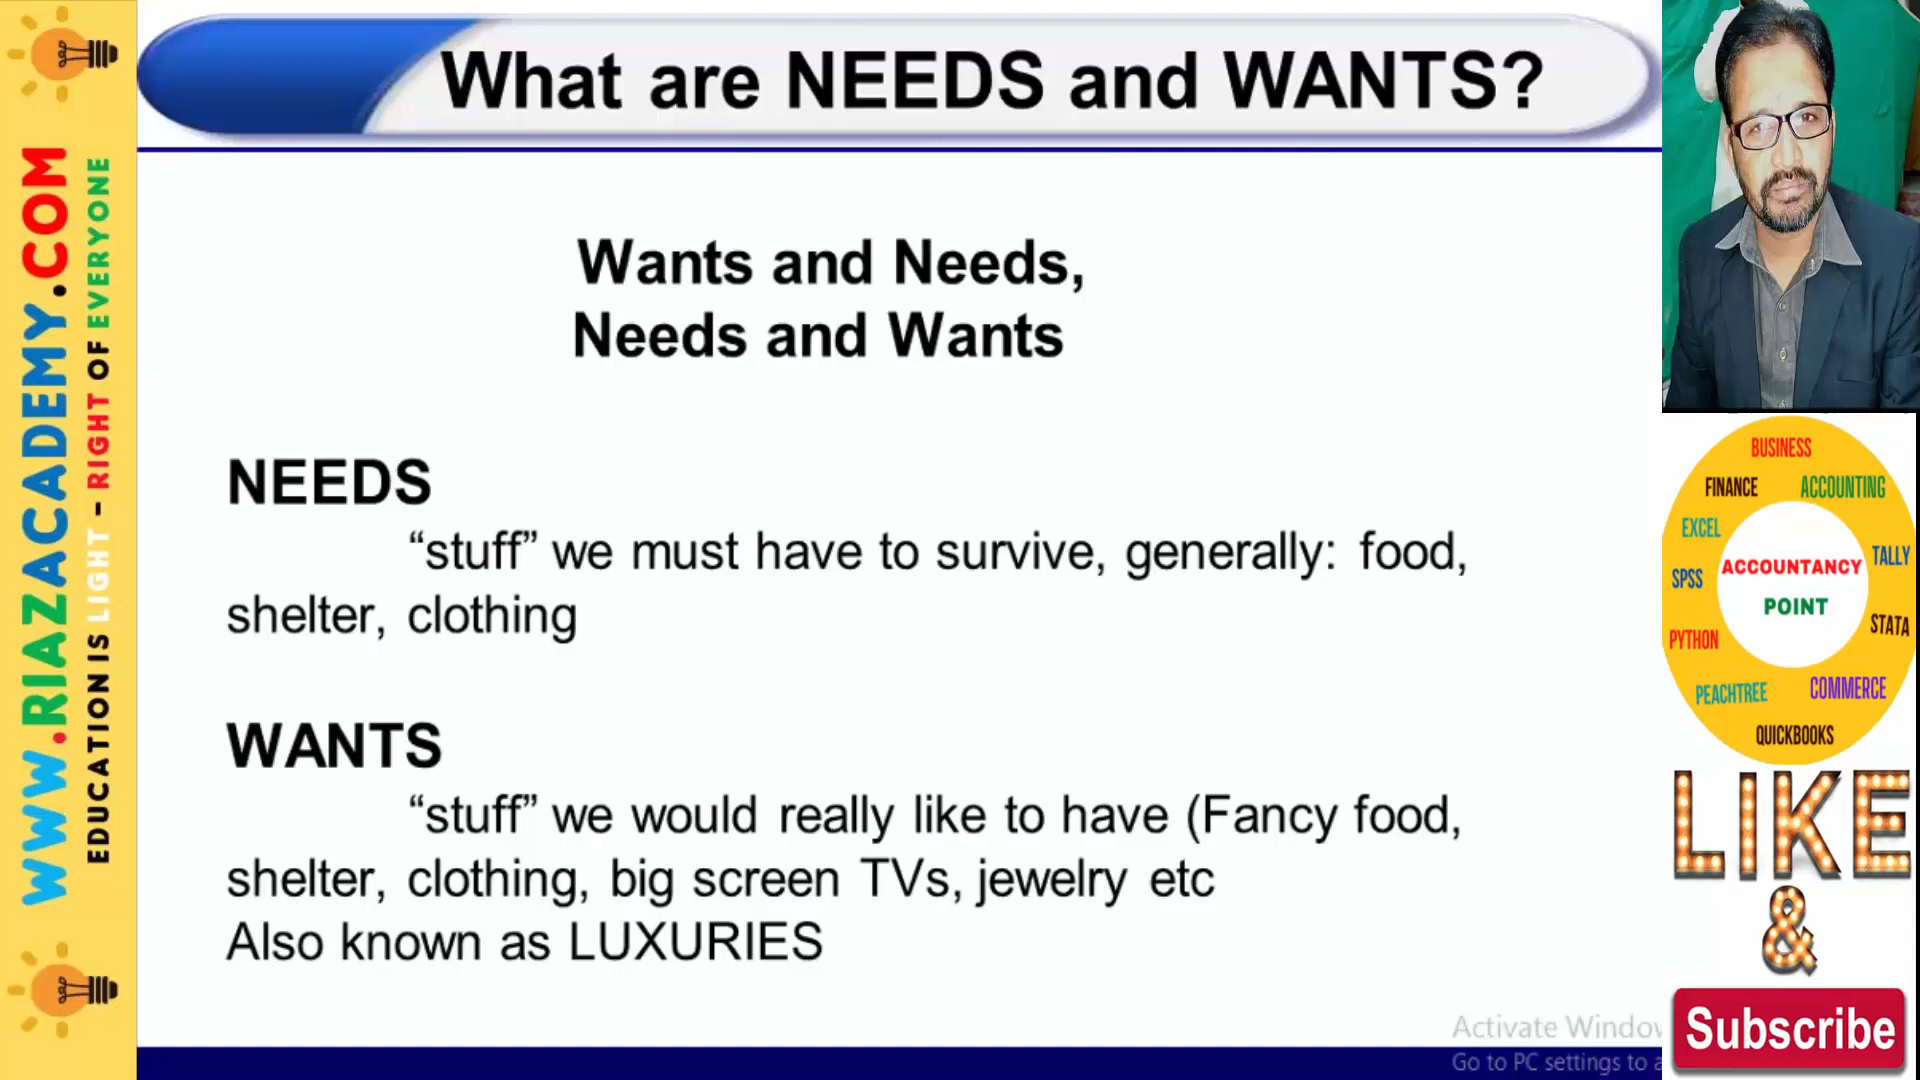 What are NEEDS and WANTS?
Wants and Needs,
Needs and Wants
NEEDS
“stuff” we must have to survive, generally: food,
shelter, clothing
WANTS
“stuff” we would really like to have (Fancy food,
shelter, clothing, big screen TVs, jewelry etc
Also known as LUXURIES
WWW.RIAZACADEMY.COM
EDUCATION IS LIGHT – RIGHT OF EVERYONE
BUSINESS
FINANCE
ACCOUNTING
EXCEL
TALLY
SPSS
ACCOUNTANCY
POINT
STATA
PYTHON
PEACHTREE
COMMERCE
QUICKBOOKS
LIKE
&
Subscribe
Activate Window
Go to PC settings to a